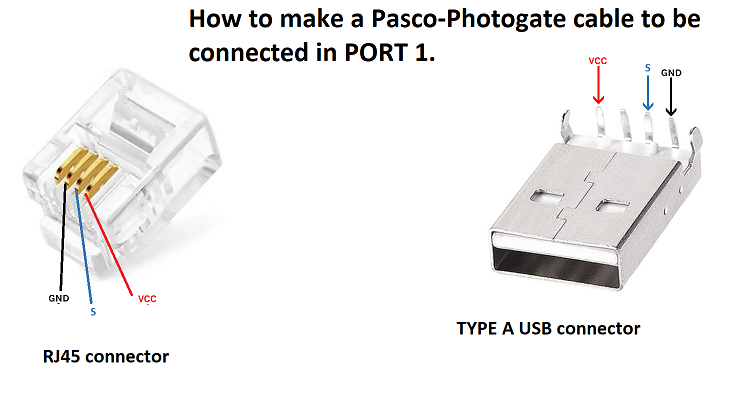 How to make a Pasco-Photogate cable to be
connected in PORT 1.
VCC
S
GND
GND
S
VCC
TYPE A USB connector
RJ45 connector